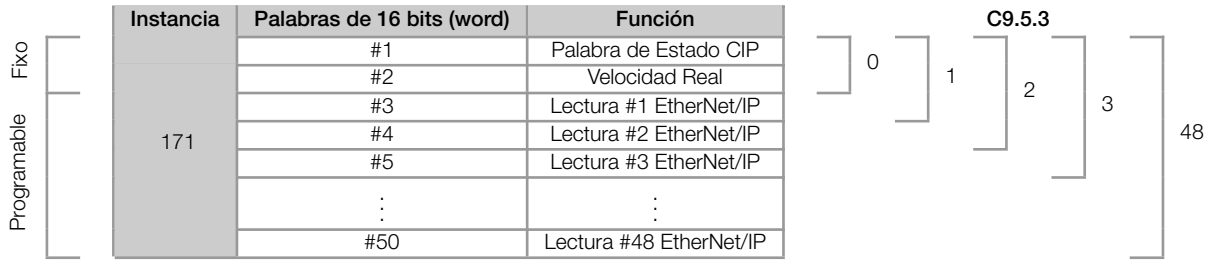 Instancia Palabras de 16 bits (word) Función C9.5.3
Fixo
Programable
171
#1 Palabra de Estado CIP
#2 Velocidad Real
#3 Lectura #1 EtherNet/IP
#4 Lectura #2 EtherNet/IP
#5 Lectura #3 EtherNet/IP
⋮ ⋮
#50 Lectura #48 EtherNet/IP
0
1
2
3
48